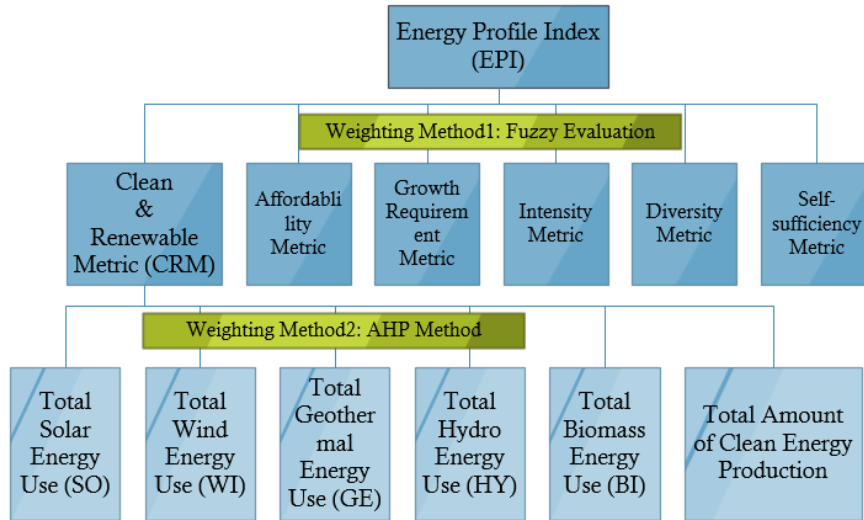 Energy Profile Index
(EPI)
Weighting Method1: Fuzzy Evaluation
Clean
&
Renewable
Metric (CRM)
Affordabli
lity
Metric
Growth
Requirem
ent
Metric
Intensity
Metric
Diversity
Metric
Self-
sufficiency
Metric
Weighting Method2: AHP Method
Total
Solar
Energy
Use (SO)
Total
Wind
Energy
Use (WI)
Total
Geother
mal
Energy
Use (GE)
Total
Hydro
Energy
Use (HY)
Total
Biomass
Energy
Use (BI)
Total Amount
of Clean Energy
Production